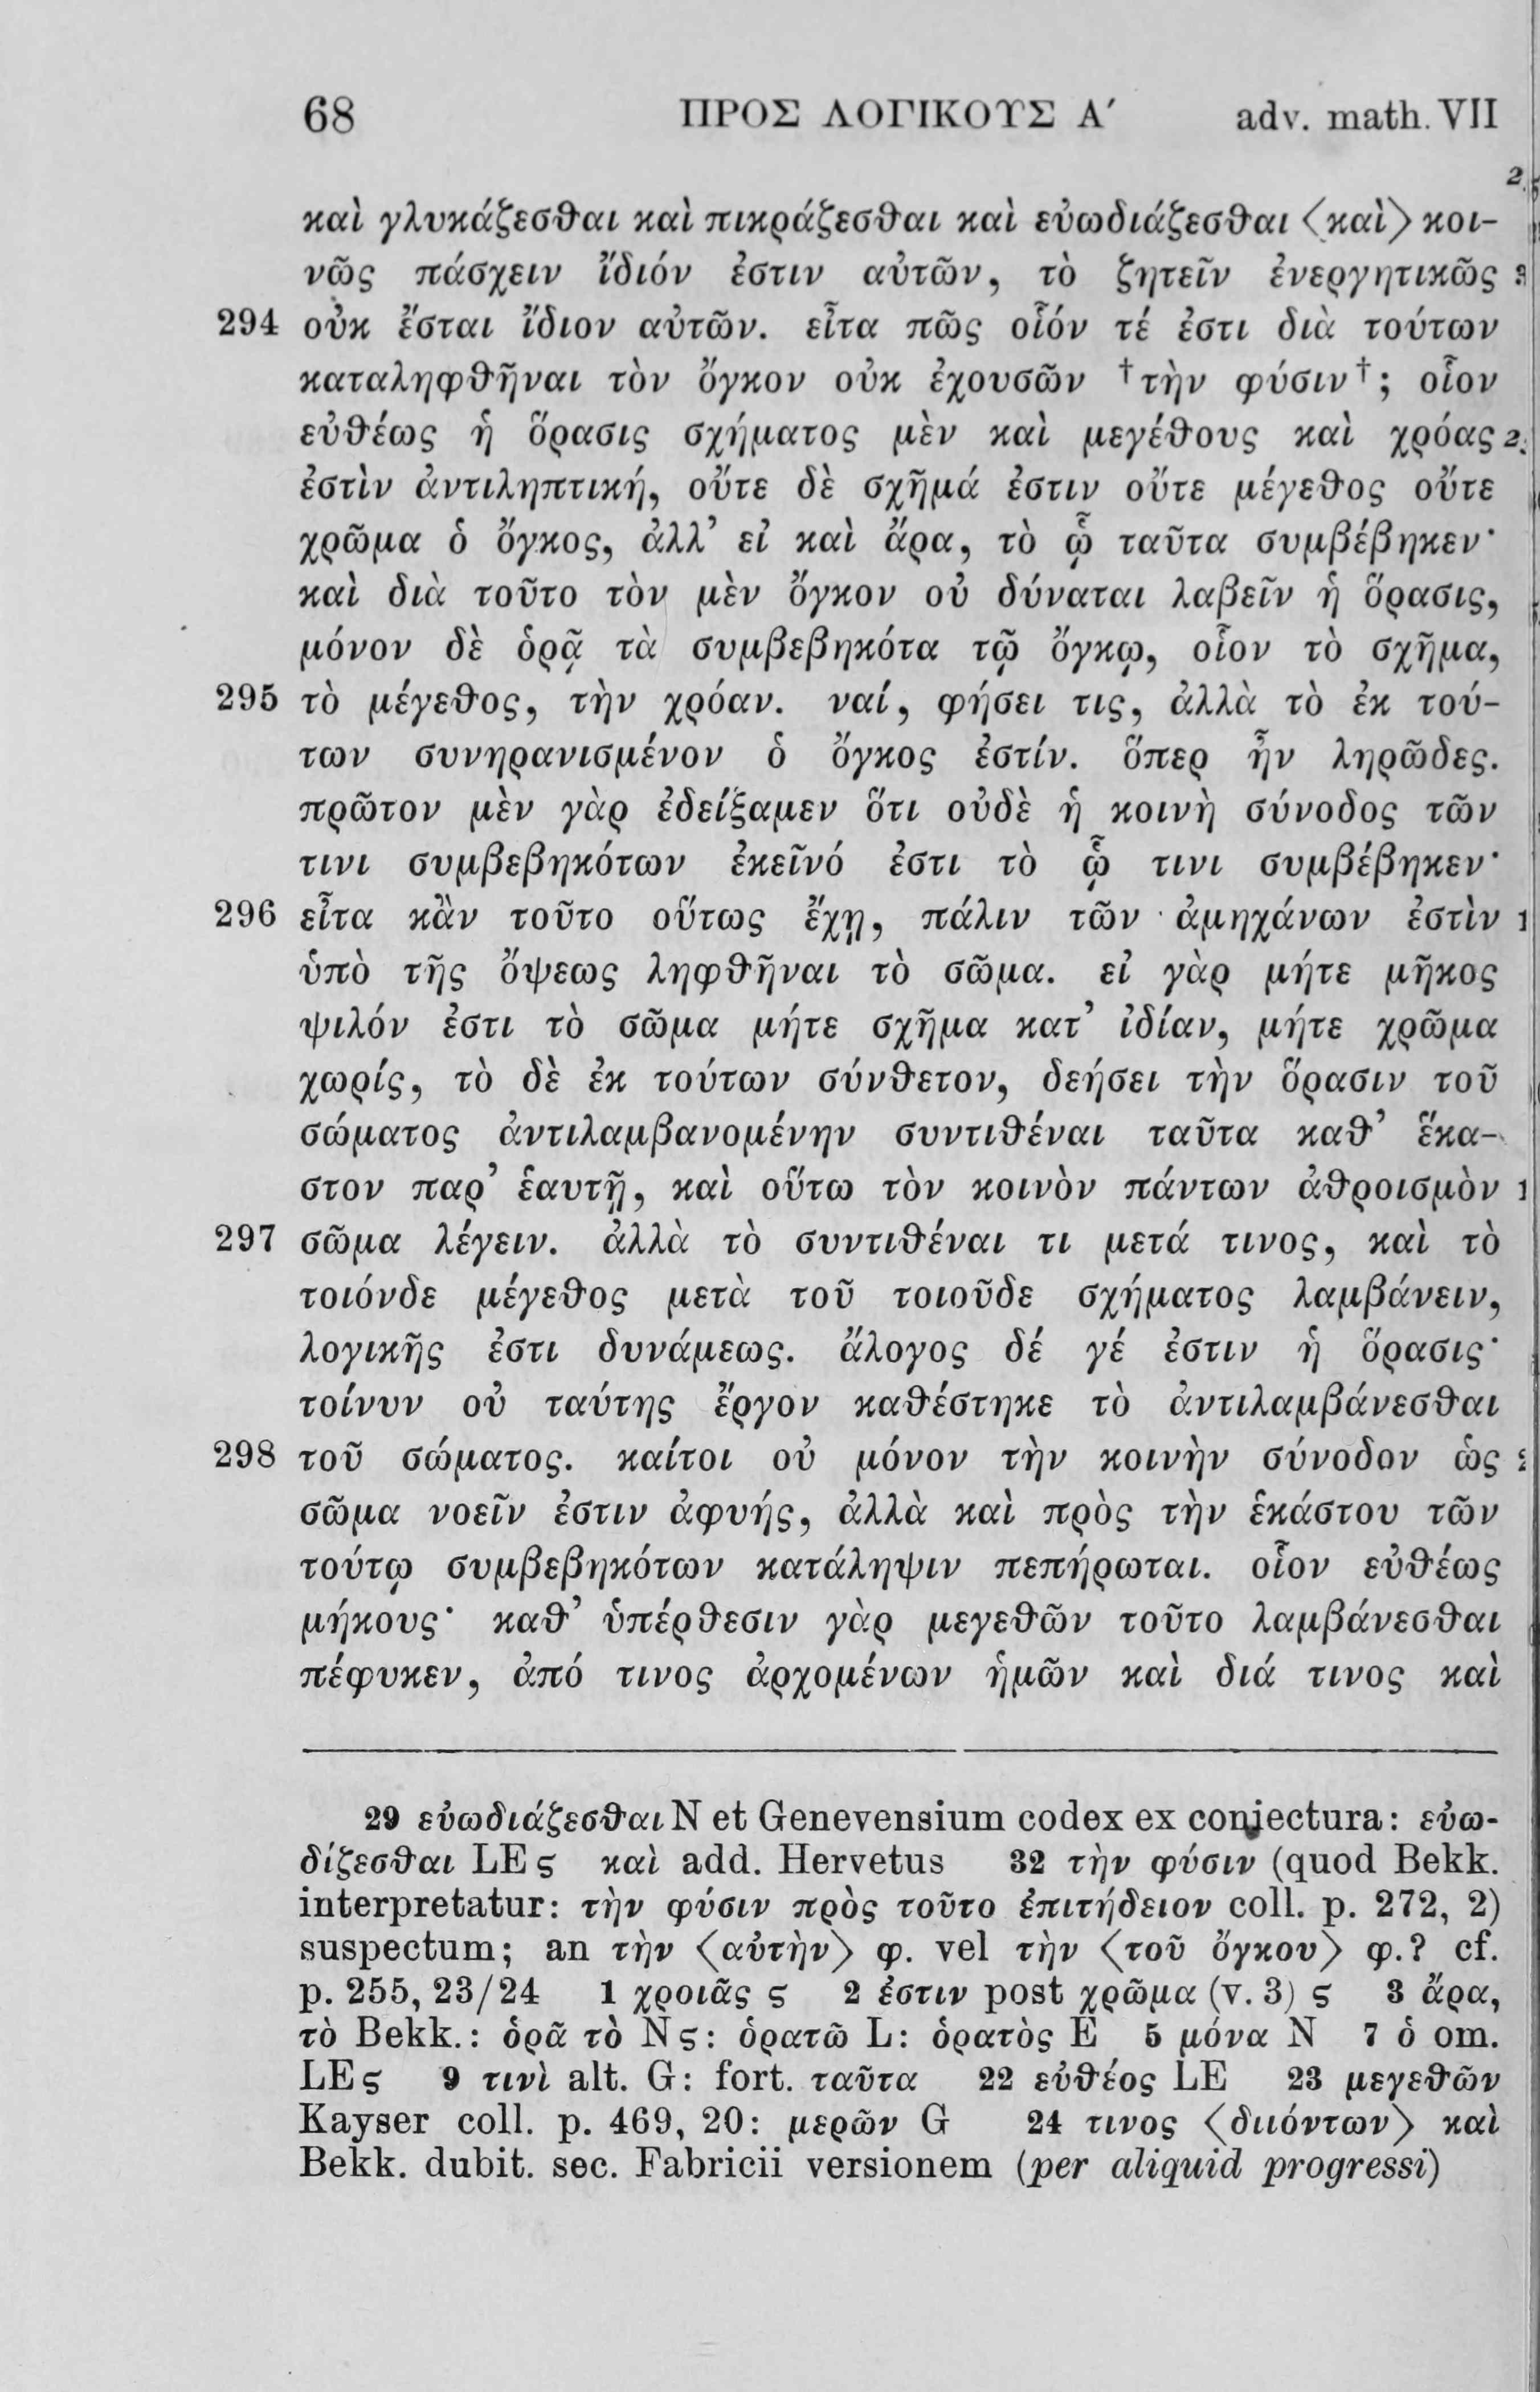 68 ΠΡΟΣ ΛΟΓΙΚΟΥΣ Α´ adv. math. VII
καὶ γλυκάζεσθαι καὶ πικράζεσθαι καὶ εὐωδιάζεσθαι ⟨καὶ⟩ κοι-
νῶς πάσχειν ἴδιόν ἐστιν αὐτῶν, τὸ ζητεῖν ἐνεργητικῶς
294 οὐκ ἔσται ἴδιον αὐτῶν. εἶτα πῶς οἷόν τέ ἐστι διὰ τούτων
καταληφθῆναι τὸν ὄγκον οὐκ ἐχουσῶν †τὴν φύσιν†; οἷον
εὐθέως ἡ ὅρασις σχήματος μὲν καὶ μεγέθους καὶ χρόας
ἐστὶν ἀντιληπτική, οὔτε δὲ σχῆμά ἐστιν οὔτε μέγεθος οὔτε
χρῶμα ὁ ὄγκος, ἀλλ’ εἰ καὶ ἄρα, τὸ ᾧ ταῦτα συμβέβηκεν·
καὶ διὰ τοῦτο τὸν μὲν ὄγκον οὐ δύναται λαβεῖν ἡ ὅρασις,
μόνον δὲ ὁρᾷ τὰ συμβεβηκότα τῷ ὄγκῳ, οἷον τὸ σχῆμα,
295 τὸ μέγεθος, τὴν χρόαν. ναί, φήσει τις, ἀλλὰ τὸ ἐκ τού-
των συνηρανισμένον ὁ ὄγκος ἐστίν. ὅπερ ἦν ληρῶδες.
πρῶτον μὲν γὰρ ἐδείξαμεν ὅτι οὐδὲ ἡ κοινὴ σύνοδος τῶν
τινι συμβεβηκότων ἐκεῖνό ἐστι τὸ ᾧ τινι συμβέβηκεν·
296 εἶτα κἂν τοῦτο οὕτως ἔχῃ, πάλιν τῶν ἀμηχάνων ἐστὶν
ὑπὸ τῆς ὄψεως ληφθῆναι τὸ σῶμα. εἰ γὰρ μήτε μῆκος
ψιλόν ἐστι τὸ σῶμα μήτε σχῆμα κατ’ ἰδίαν, μήτε χρῶμα
χωρίς, τὸ δὲ ἐκ τούτων σύνθετον, δεήσει τὴν ὅρασιν τοῦ
σώματος ἀντιλαμβανομένην συντιθέναι ταῦτα καθ’ ἕκα-
στον παρ’ ἑαυτῇ, καὶ οὕτω τὸν κοινὸν πάντων ἀθροισμὸν
297 σῶμα λέγειν. ἀλλὰ τὸ συντιθέναι τι μετά τινος, καὶ τὸ
τοιόνδε μέγεθος μετὰ τοῦ τοιοῦδε σχήματος λαμβάνειν,
λογικῆς ἐστι δυνάμεως. ἄλογος δέ γέ ἐστιν ἡ ὅρασις·
τοίνυν οὐ ταύτης ἔργον καθέστηκε τὸ ἀντιλαμβάνεσθαι
298 τοῦ σώματος. καίτοι οὐ μόνον τὴν κοινὴν σύνοδον ὡς
σῶμα νοεῖν ἐστιν ἀφυής, ἀλλὰ καὶ πρὸς τὴν ἑκάστου τῶν
τούτῳ συμβεβηκότων κατάληψιν πεπήρωται. οἷον εὐθέως
μήκους· καθ’ ὑπέρθεσιν γὰρ μεγεθῶν τοῦτο λαμβάνεσθαι
πέφυκεν, ἀπό τινος ἀρχομένων ἡμῶν καὶ διά τινος καὶ
29 εὐωδιάζεσθαι N et Genevensium codex ex conjectura: εὐω-
δίζεσθαι LE ς καὶ add. Hervetus 32 τὴν φύσιν (quod Bekk.
interpretatur: τὴν φύσιν πρὸς τοῦτο ἐπιτήδειον coll. p. 272, 2)
suspectum; an τὴν ⟨αὐτὴν⟩ φ. vel τὴν ⟨τοῦ ὄγκου⟩ φ.? cf.
p. 255, 23/24 1 χροιᾶς ς 2 ἐστιν post χρῶμα (v. 3) ς 3 ἄρα,
τὸ Bekk.: ὁρᾶ τὸ N ς: ὁρατῶ L: ὁρατὸς E 5 μόνα N 7 ὁ om.
LE ς 9 τινὶ alt. G: fort. ταῦτα 22 εὐθέος LE 23 μεγεθῶν
Kayser coll. p. 469, 20: μερῶν G 24 τινος ⟨διιόντων⟩ καὶ
Bekk. dubit. sec. Fabricii versionem (per aliquid progressi)